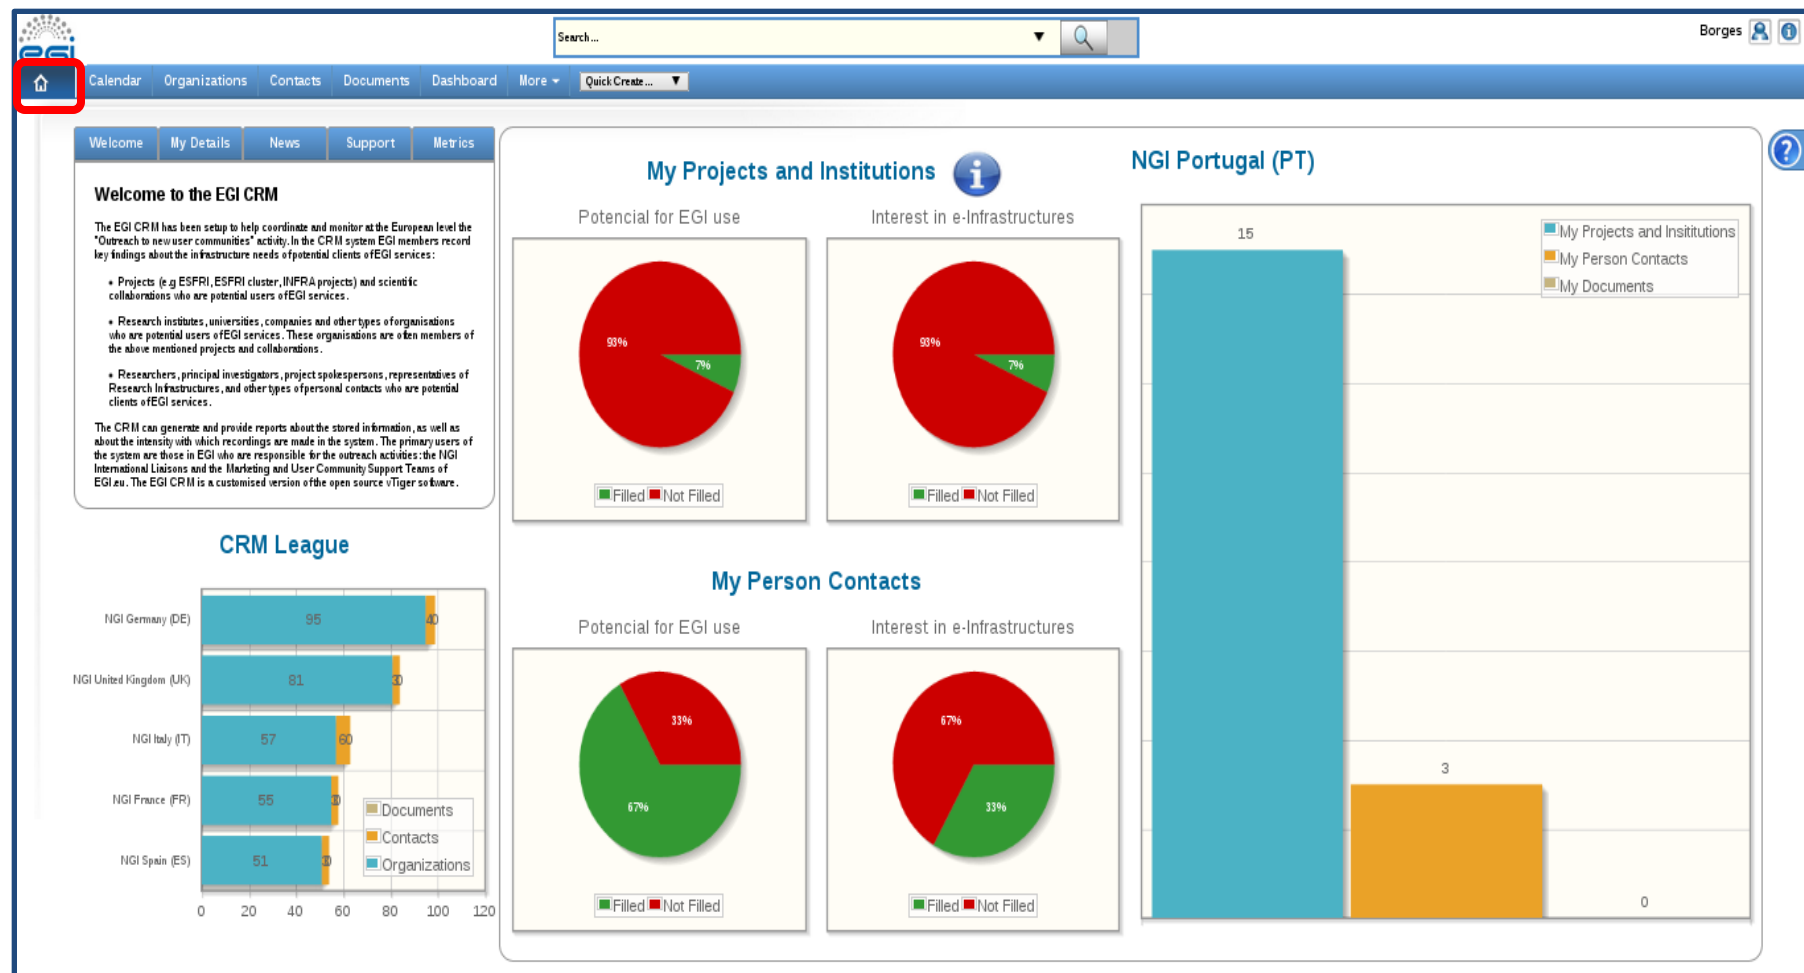 egi
Search...
Borges
Calendar Organizations Contacts Documents Dashboard More Quick Create...
Welcome My Details News Support Metrics
Welcome to the EGI CRM
The EGI CRM has been setup to help coordinate and monitor at the European level the
"Outreach to new user communities" activity. In the CRM system EGI members record
key findings about the infrastructure needs of potential clients of EGI services:
• Projects (e.g ESFRI, ESFRI cluster, INFRA projects) and scientific
collaborations who are potential users of EGI services.
• Research institutes, universities, companies and other types of organisations
who are potential users of EGI services. These organisations are often members of
the above mentioned projects and collaborations.
• Researchers, principal investigators, project spokespersons, representatives of
Research Infrastructures, and other types of personal contacts who are potential
clients of EGI services.
The CRM can generate and provide reports about the stored information, as well as
about the intensity with which recordings are made in the system. The primary users of
the system are those in EGI who are responsible for the outreach activities: the NGI
International Liaisons and the Marketing and User Community Support Teams of
EGI.eu. The EGI CRM is a customised version of the open source vTiger software.
CRM League
NGI Germany (DE) 95 4 0
NGI United Kingdom (UK) 81 3 0
NGI Italy (IT) 57 6 0
NGI France (FR) 55 3 0
NGI Spain (ES) 51 3 0
Documents
Contacts
Organizations
0 20 40 60 80 100 120
My Projects and Institutions i
Potencial for EGI use
93%
7%
Filled Not Filled
Interest in e-Infrastructures
93%
7%
Filled Not Filled
My Person Contacts
Potencial for EGI use
33%
67%
Filled Not Filled
Interest in e-Infrastructures
67%
33%
Filled Not Filled
NGI Portugal (PT)
?
15
My Projects and Insititutions
My Person Contacts
My Documents
3
0